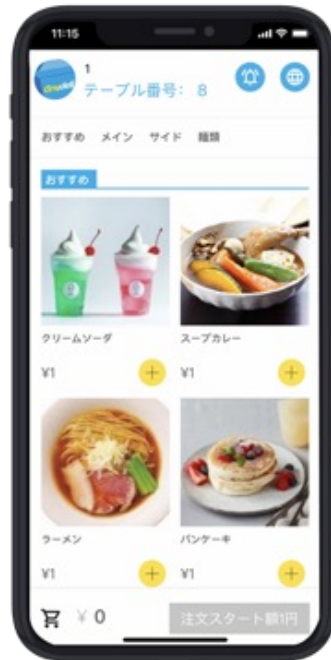 11:15
1
テーブル番号： 8
おすすめ メイン サイド 麺類
おすすめ
クリームソーダ
スープカレー
¥1
¥1
ラーメン
パンケーキ
¥1
¥1
¥ 0
注文スタート額1円